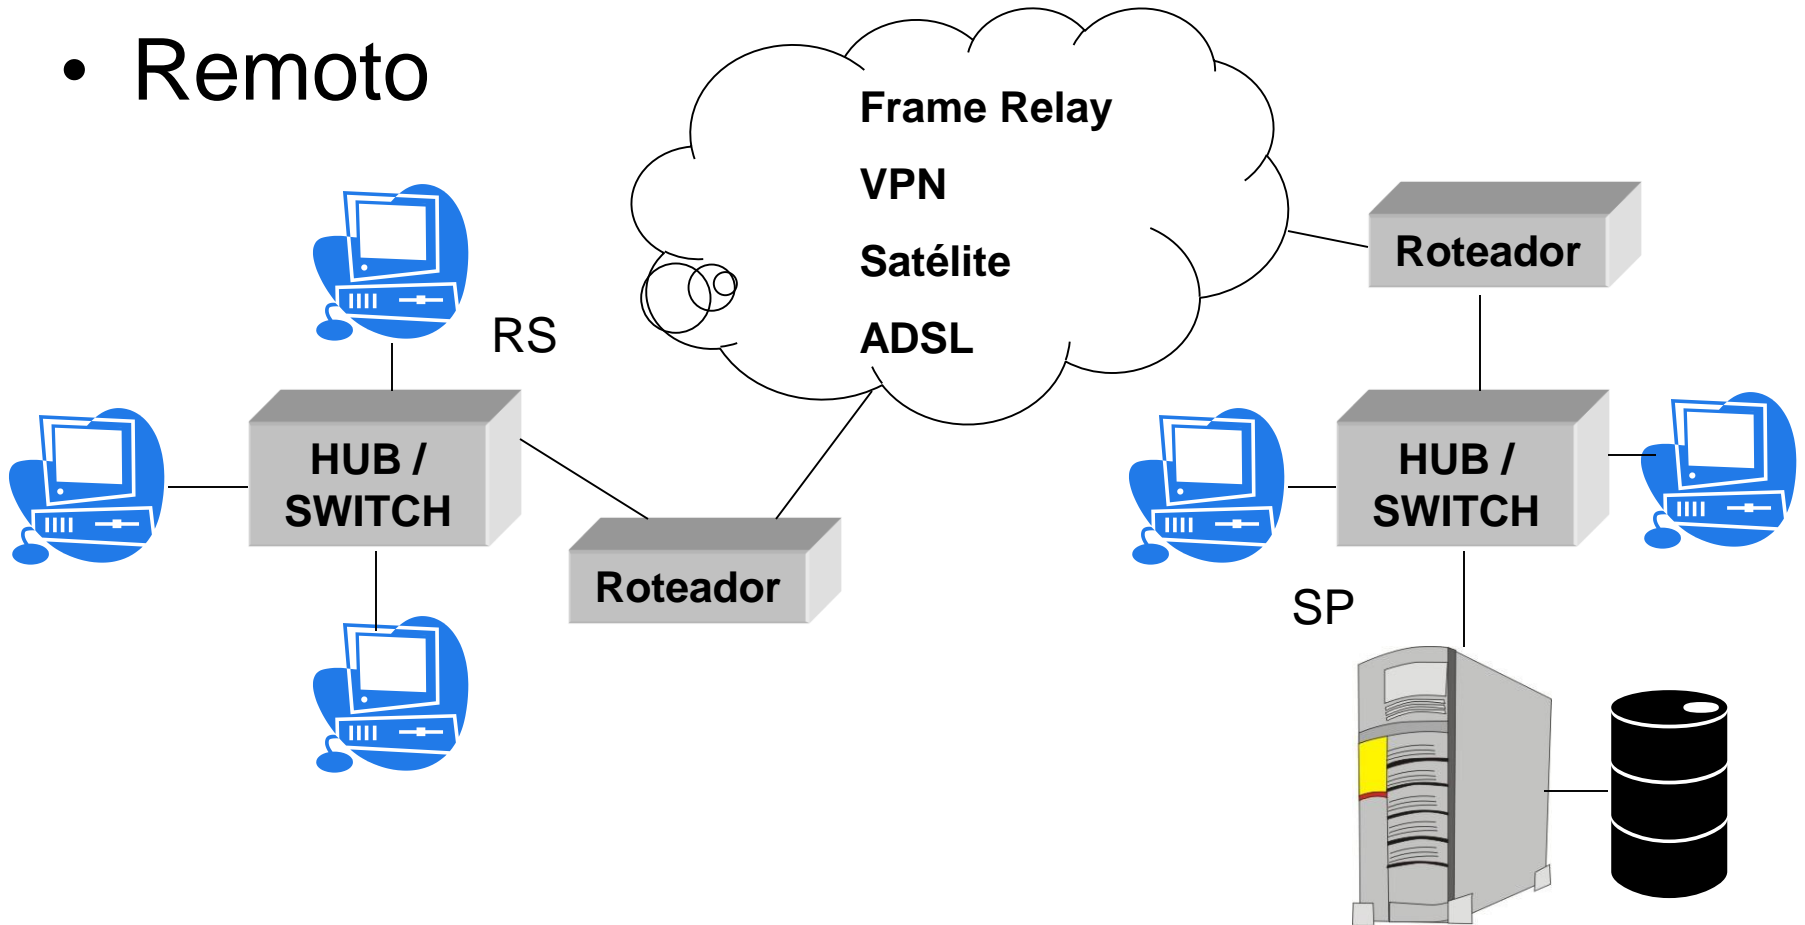 • Remoto
Frame Relay
VPN
Satélite
ADSL
Roteador
RS
HUB /
SWITCH
HUB /
SWITCH
Roteador
SP